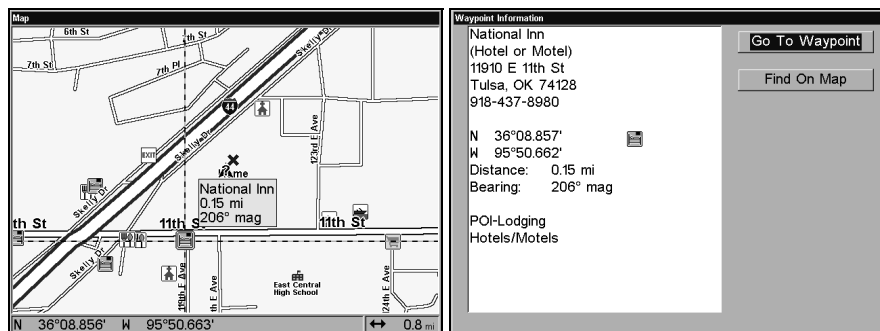 Map
6th St
th St
7th St
7th Pl
Skelly Dr
44
Skelly Dr
123rd E Ave
EXIT
Home
National Inn
0.15 mi
206° mag
Skelly Dr
th St
11th S
11th St
Skelly Dr
119th E Ave
th E Ave
East Central
High School
124th E Ave
N 36°08.856' W 95°50.663' 0.8 mi
Waypoint Information
National Inn
(Hotel or Motel)
11910 E 11th St
Tulsa, OK 74128
918-437-8980
N 36°08.857'
W 95°50.662'
Distance: 0.15 mi
Bearing: 206° mag
POI-Lodging
Hotels/Motels
Go To Waypoint
Find On Map